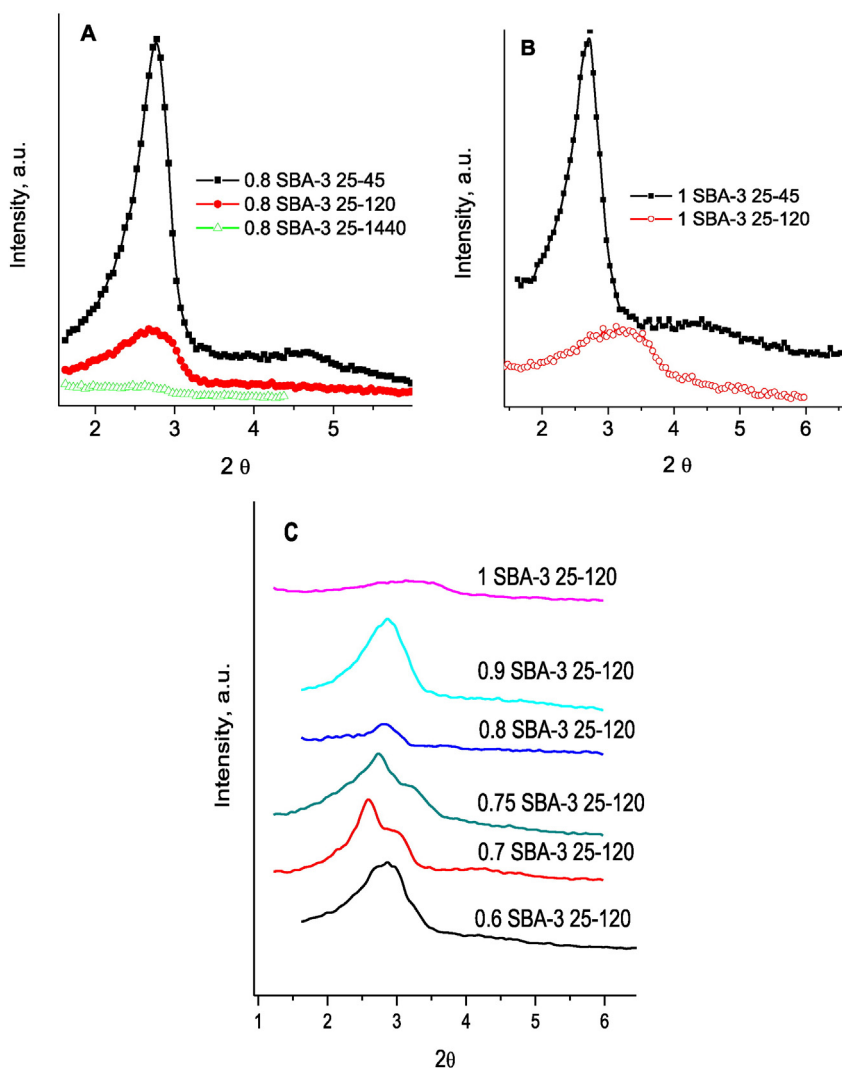 A
Intensity, a.u.
0.8 SBA-3 25-45
0.8 SBA-3 25-120
0.8 SBA-3 25-1440
2 3 4 5
2 θ
B
Intensity, a.u.
1 SBA-3 25-45
1 SBA-3 25-120
2 3 4 5 6
2 θ
C
Intensity, a.u.
1 SBA-3 25-120
0.9 SBA-3 25-120
0.8 SBA-3 25-120
0.75 SBA-3 25-120
0.7 SBA-3 25-120
0.6 SBA-3 25-120
1 2 3 4 5 6
2θ